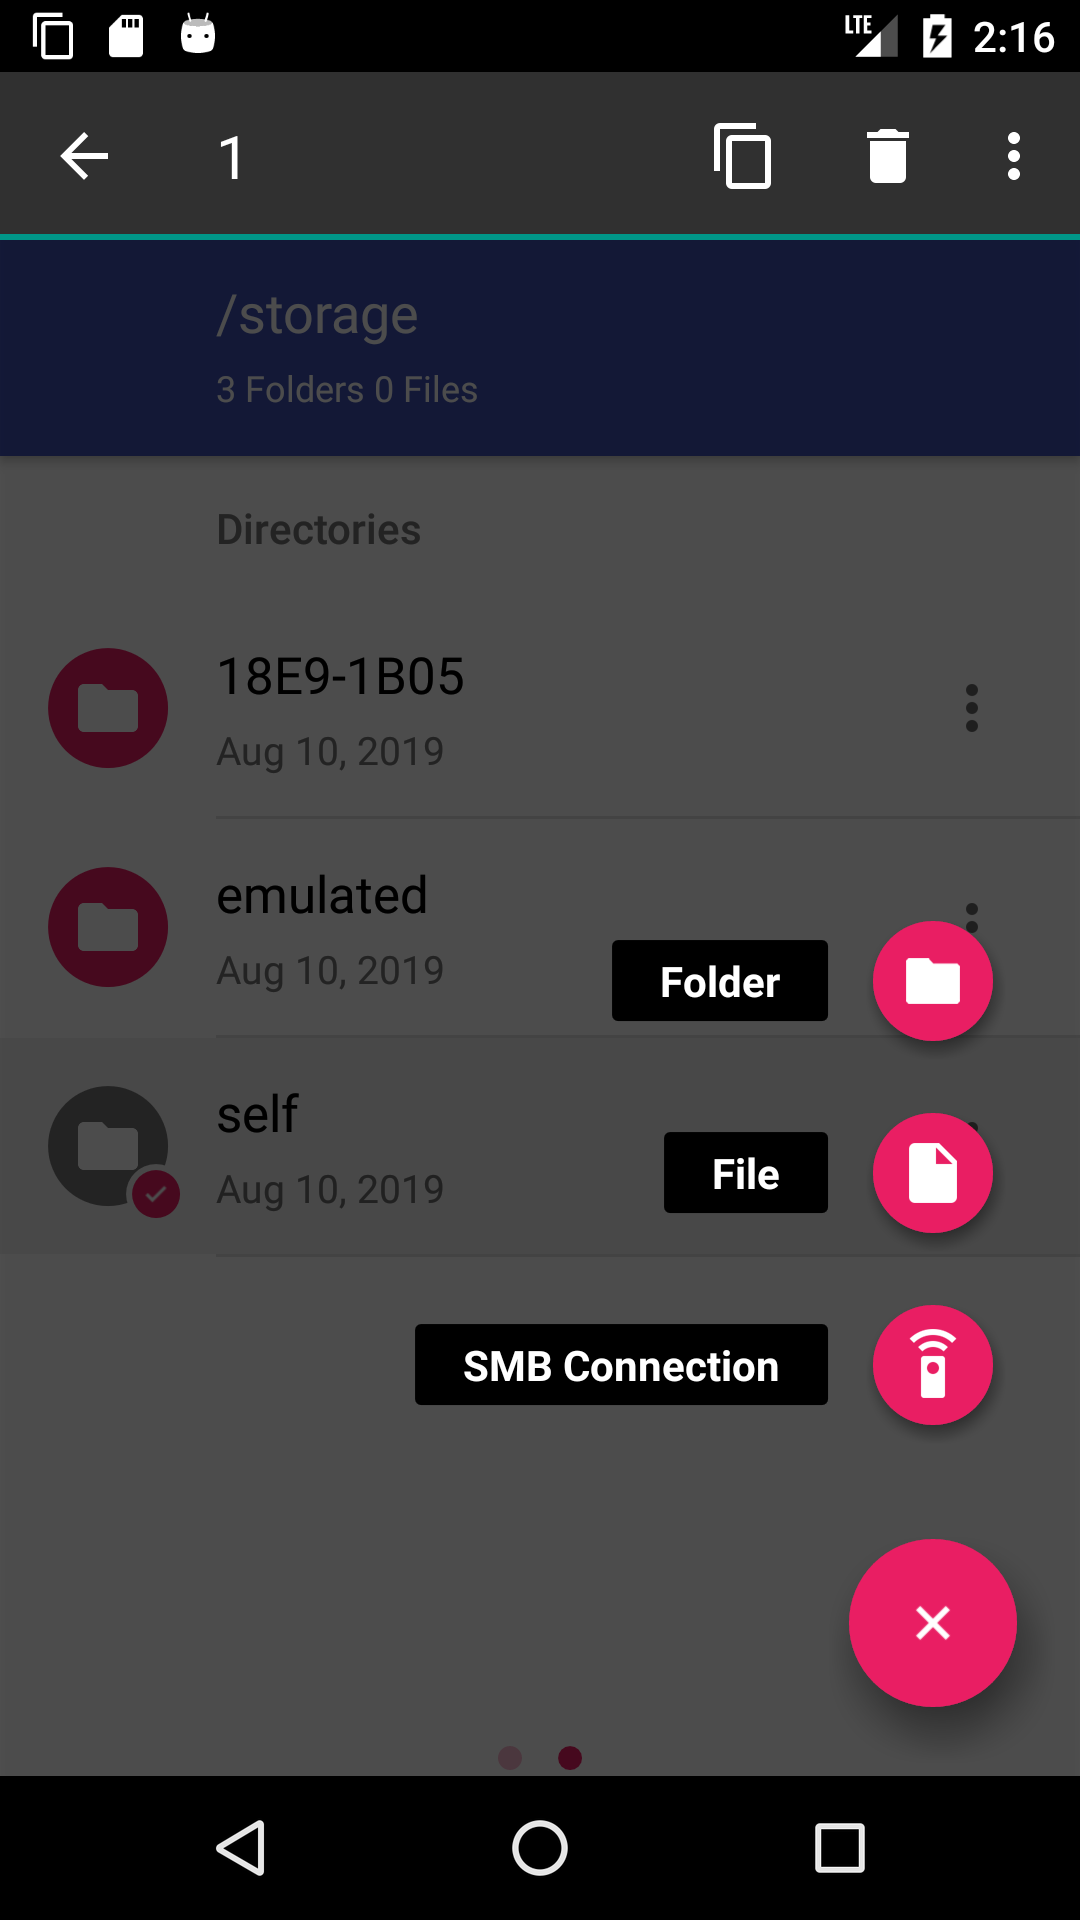 LTE 2:16
1
/storage
3 Folders 0 Files
Directories
18E9-1B05
Aug 10, 2019
emulated
Aug 10, 2019
Folder
self
Aug 10, 2019
File
SMB Connection